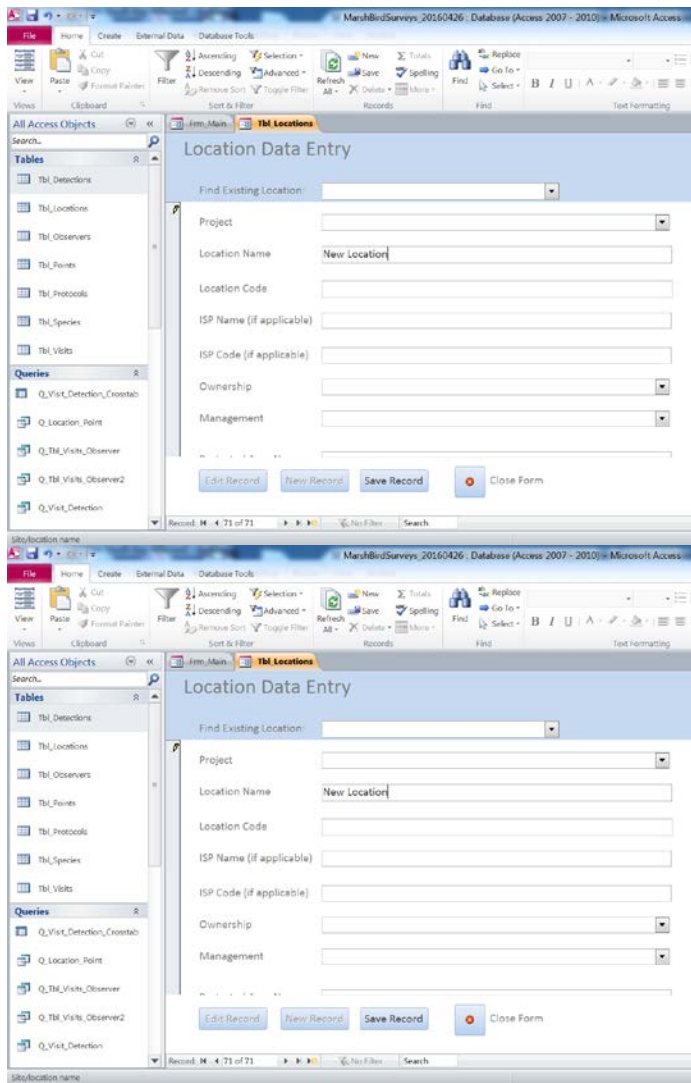 MarshBirdSurveys_20160426 : Database (Access 2007 - 2010) - Microsoft Access
File Home Create External Data Database Tools
View Paste Cut Copy Format Painter Filter Ascending Descending Remove Sort Selection Advanced Toggle Filter Refresh All New Save Delete Totals Spelling More Find Replace Go To Select B I U A
Views Clipboard Sort & Filter Records Find Text Formatting
All Access Objects
Search...
Tables
Tbl_Detections
Tbl_Locations
Tbl_Observers
Tbl_Points
Tbl_Protocols
Tbl_Species
Tbl_Visits
Queries
Q_Visit_Detection_Crosstab
Q_Location_Point
Q_Tbl_Visits_Observer
Q_Tbl_Visits_Observer2
Q_Visit_Detection
Frm_Main Tbl_Locations
Location Data Entry
Find Existing Location:
Project
Location Name New Location
Location Code
ISP Name (if applicable)
ISP Code (if applicable)
Ownership
Management
Edit Record New Record Save Record Close Form
Record: 71 of 71 No Filter Search
Site/location name
MarshBirdSurveys_20160426 : Database (Access 2007 - 2010) - Microsoft Access
File Home Create External Data Database Tools
View Paste Cut Copy Format Painter Filter Ascending Descending Remove Sort Selection Advanced Toggle Filter Refresh All New Save Delete Totals Spelling More Find Replace Go To Select B I U A
Views Clipboard Sort & Filter Records Find Text Formatting
All Access Objects
Search...
Tables
Tbl_Detections
Tbl_Locations
Tbl_Observers
Tbl_Points
Tbl_Protocols
Tbl_Species
Tbl_Visits
Queries
Q_Visit_Detection_Crosstab
Q_Location_Point
Q_Tbl_Visits_Observer
Q_Tbl_Visits_Observer2
Q_Visit_Detection
Frm_Main Tbl_Locations
Location Data Entry
Find Existing Location:
Project
Location Name New Location
Location Code
ISP Name (if applicable)
ISP Code (if applicable)
Ownership
Management
Edit Record New Record Save Record Close Form
Record: 71 of 71 No Filter Search
Site/location name